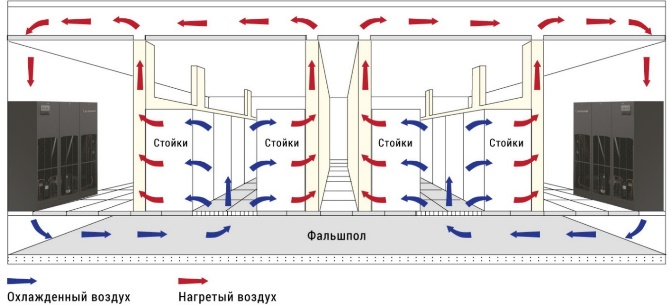 Стойки
Стойки
Стойки
Стойки
Фальшпол
Охлажденный воздух
Нагретый воздух